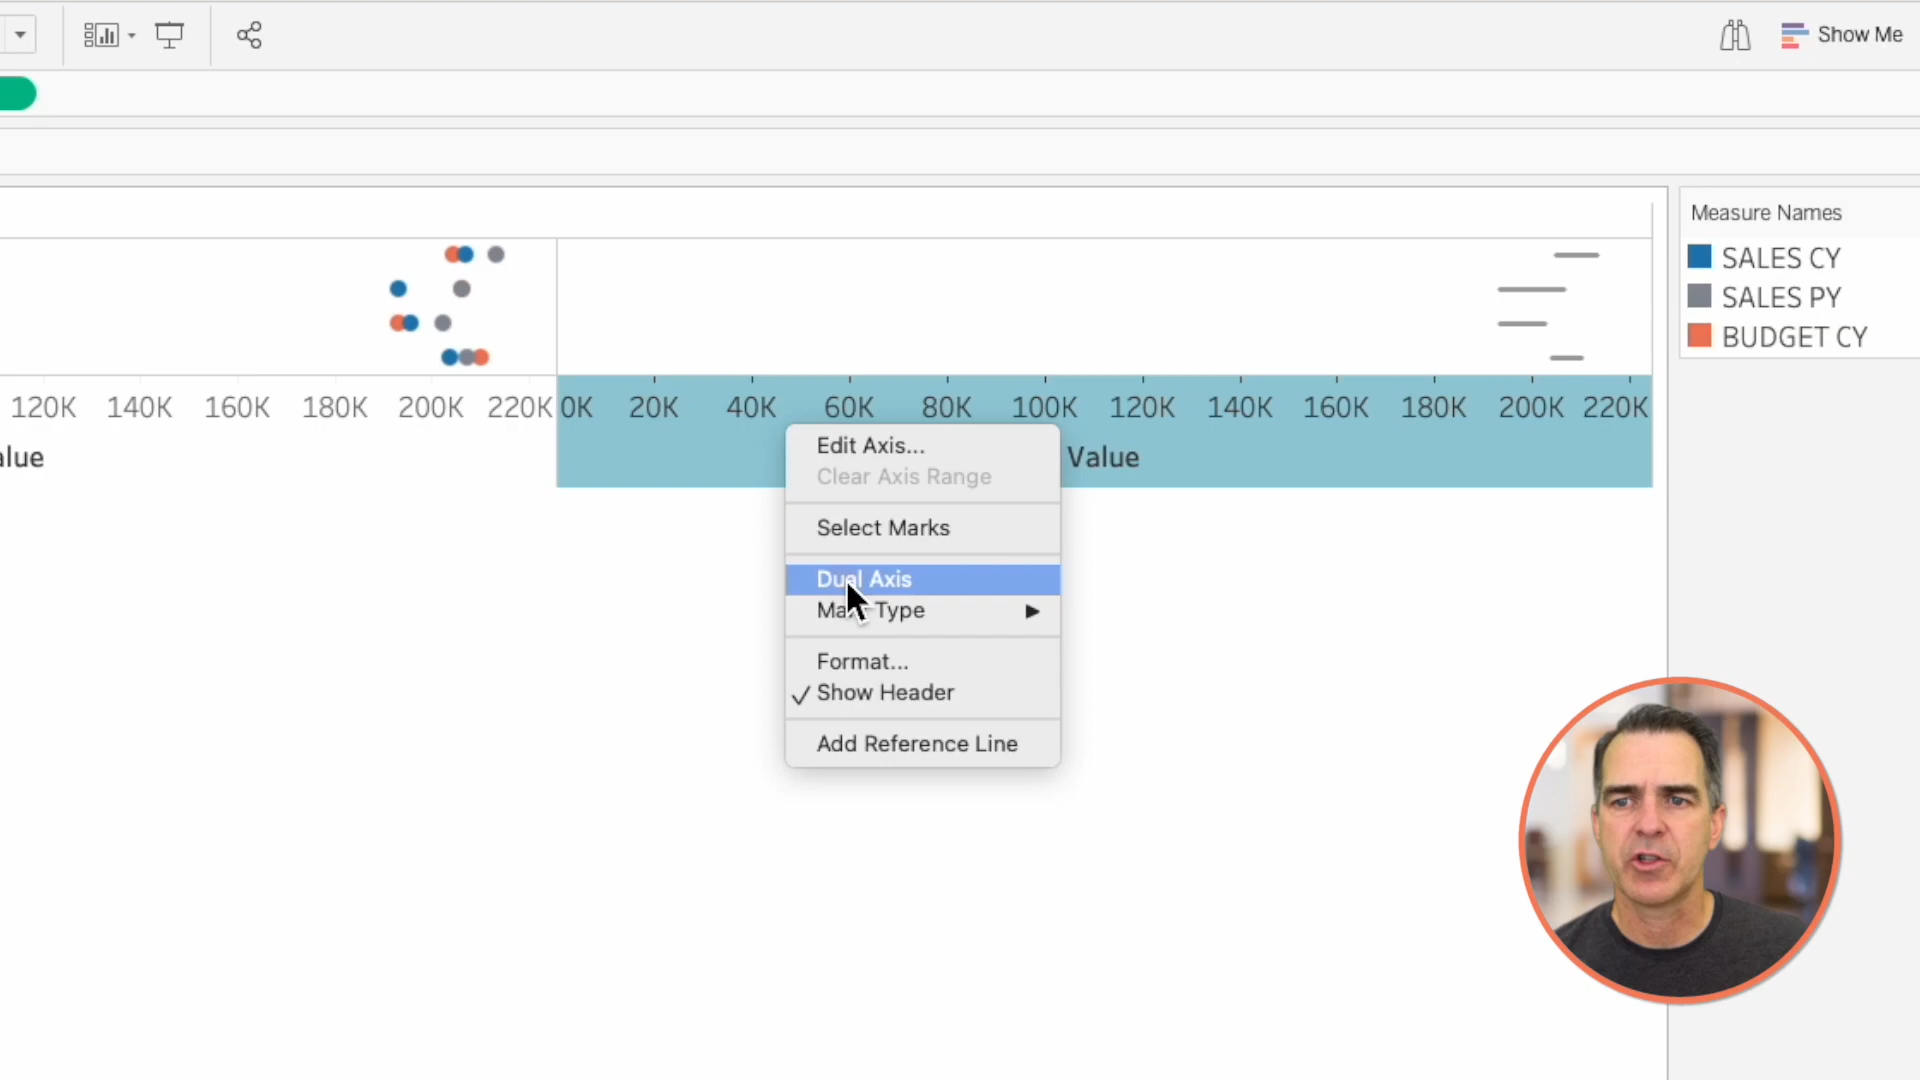 Show Me
Measure Names
SALES CY
SALES PY
BUDGET CY
120K 140K 160K 180K 200K 220K 0K 20K 40K 60K 80K 100K 120K 140K 160K 180K 200K 220K
alue
Value
Edit Axis...
Clear Axis Range
Select Marks
Dual Axis
Mark Type
Format...
Show Header
Add Reference Line